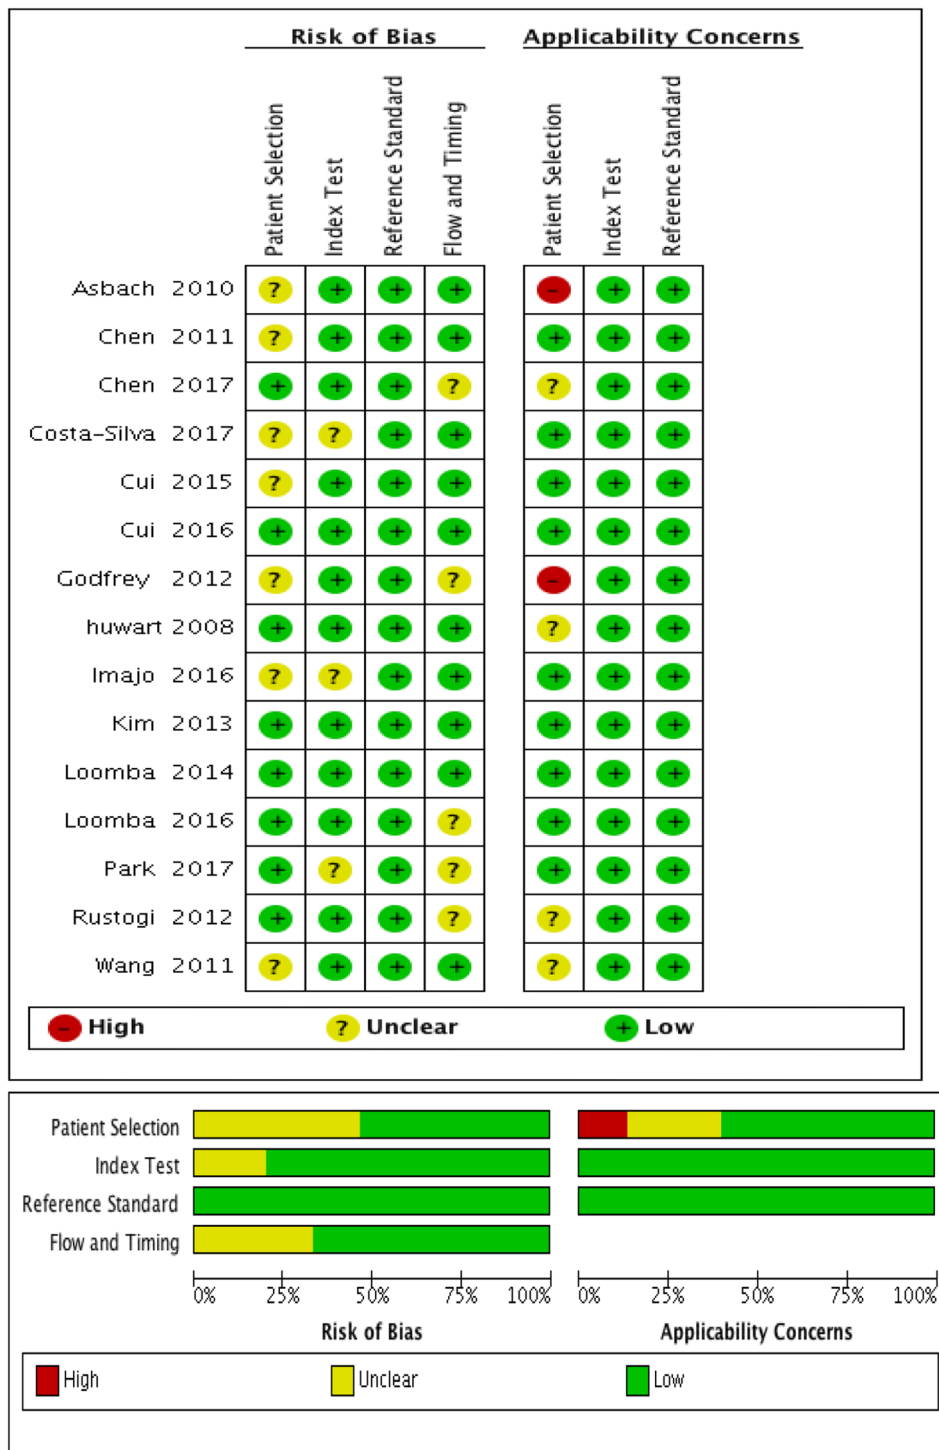 Risk of Bias Applicability Concerns
Patient Selection Index Test Reference Standard Flow and Timing Patient Selection Index Test Reference Standard
Asbach 2010 ? + + + - + +
Chen 2011 ? + + + + + +
Chen 2017 + + + ? ? + +
Costa-Silva 2017 ? ? + + + + +
Cui 2015 ? + + + + + +
Cui 2016 + + + + + + +
Godfrey 2012 ? + + ? - + +
huwart 2008 + + + + ? + +
Imajo 2016 ? ? + + + + +
Kim 2013 + + + + + + +
Loomba 2014 + + + + + + +
Loomba 2016 + + + ? + + +
Park 2017 + ? + ? + + +
Rustogi 2012 + + + ? ? + +
Wang 2011 ? + + + ? + +
- High ? Unclear + Low
Patient Selection
Index Test
Reference Standard
Flow and Timing
0% 25% 50% 75% 100% 0% 25% 50% 75% 100%
Risk of Bias Applicability Concerns
High Unclear Low